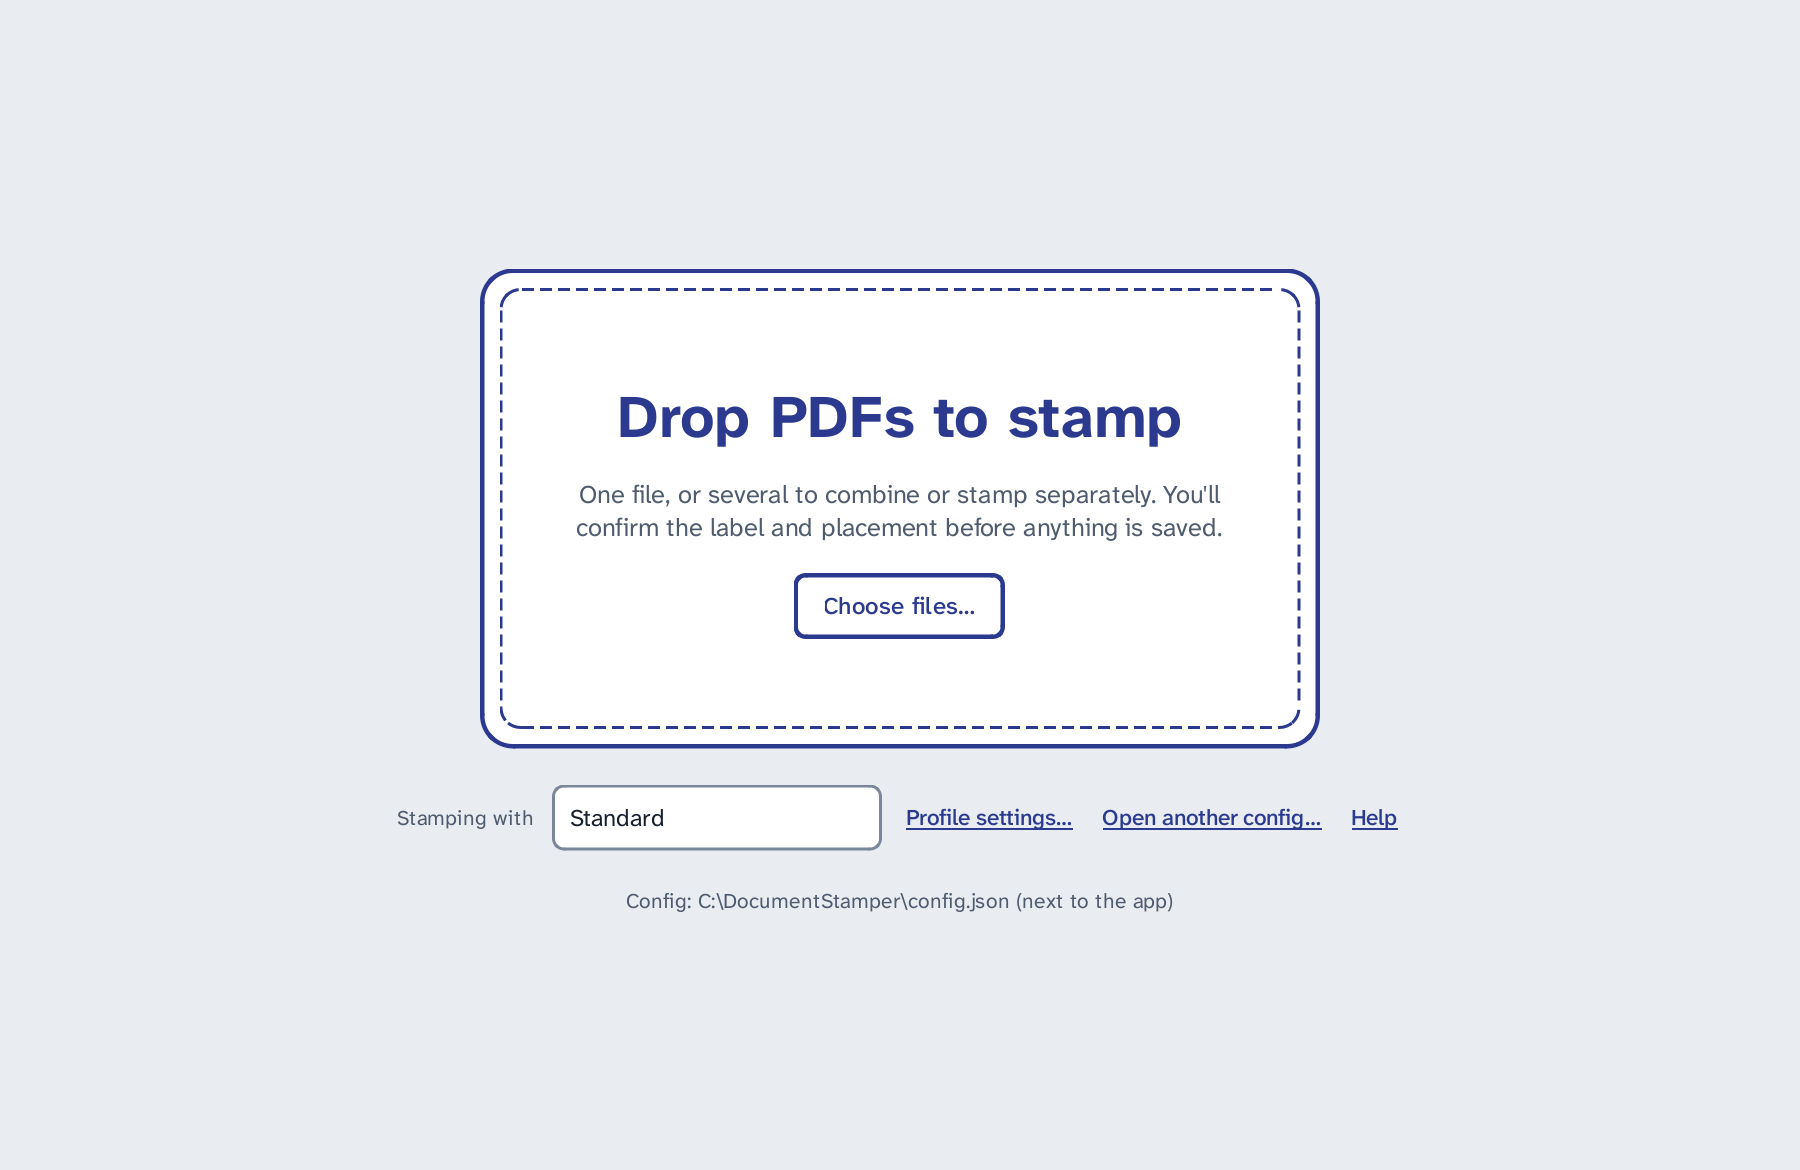 Drop PDFs to stamp
One file, or several to combine or stamp separately. You'll
confirm the label and placement before anything is saved.
Choose files...
Stamping with Standard Profile settings... Open another config... Help
Config: C:\DocumentStamper\config.json (next to the app)